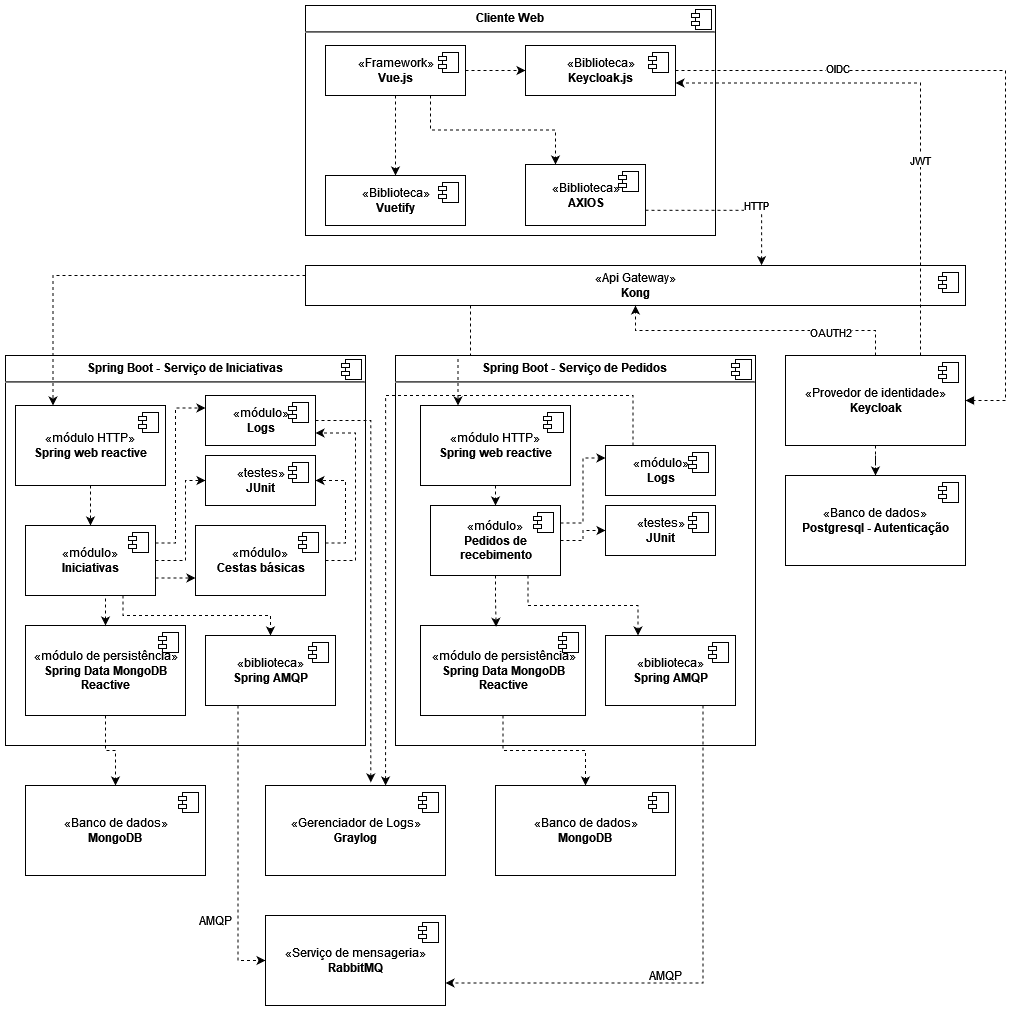 Cliente Web
«Framework»
Vue.js
«Biblioteca»
Keycloak.js
OIDC
JWT
«Biblioteca»
Vuetify
«Biblioteca»
AXIOS
HTTP
«Api Gateway»
Kong
OAUTH2
Spring Boot - Serviço de Iniciativas
«módulo HTTP»
Spring web reactive
«módulo»
Logs
«testes»
JUnit
«módulo»
Iniciativas
«módulo»
Cestas básicas
«módulo de persistência»
Spring Data MongoDB
Reactive
«biblioteca»
Spring AMQP
Spring Boot - Serviço de Pedidos
«módulo HTTP»
Spring web reactive
«módulo»
Logs
«módulo»
Pedidos de
recebimento
«testes»
JUnit
«módulo de persistência»
Spring Data MongoDB
Reactive
«biblioteca»
Spring AMQP
«Provedor de identidade»
Keycloak
«Banco de dados»
Postgresql - Autenticação
«Banco de dados»
MongoDB
«Gerenciador de Logs»
Graylog
«Banco de dados»
MongoDB
AMQP
«Serviço de mensageria»
RabbitMQ
AMQP